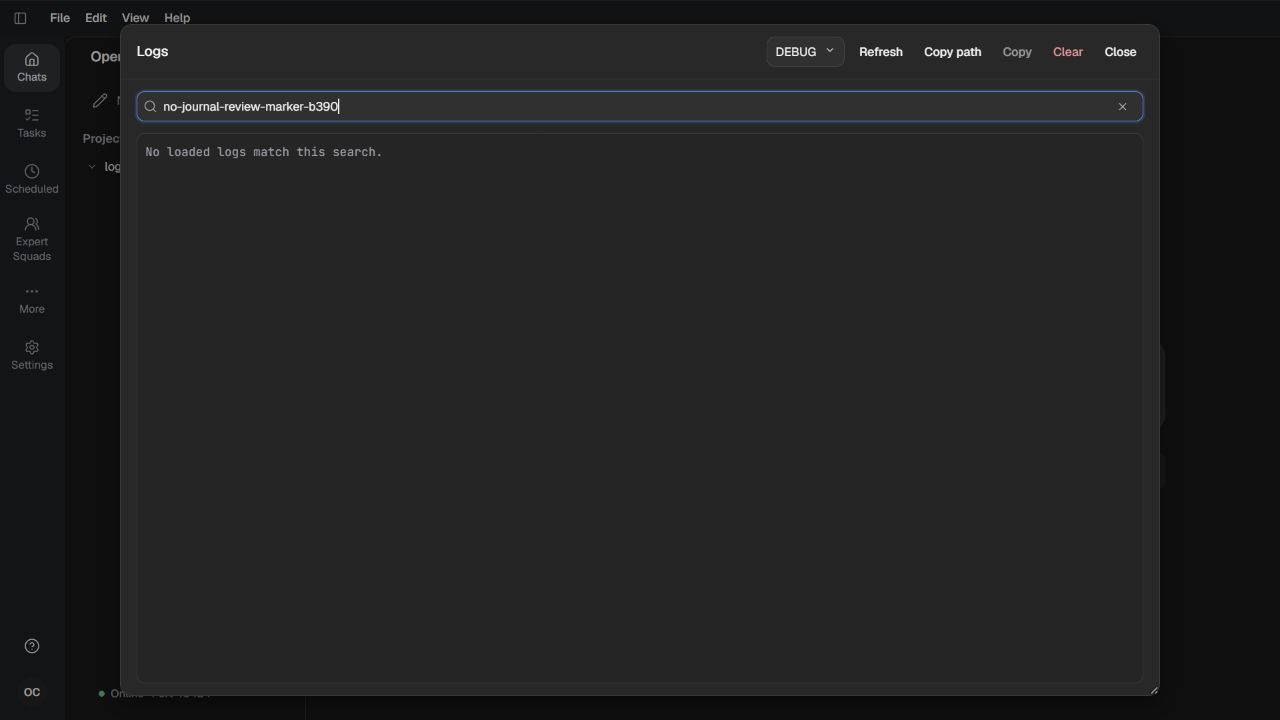 File Edit View Help
Logs
DEBUG Refresh Copy path Copy Clear Close
no-journal-review-marker-b390
No loaded logs match this search.
Chats
Tasks
Scheduled
Expert
Squads
More
Settings
OC